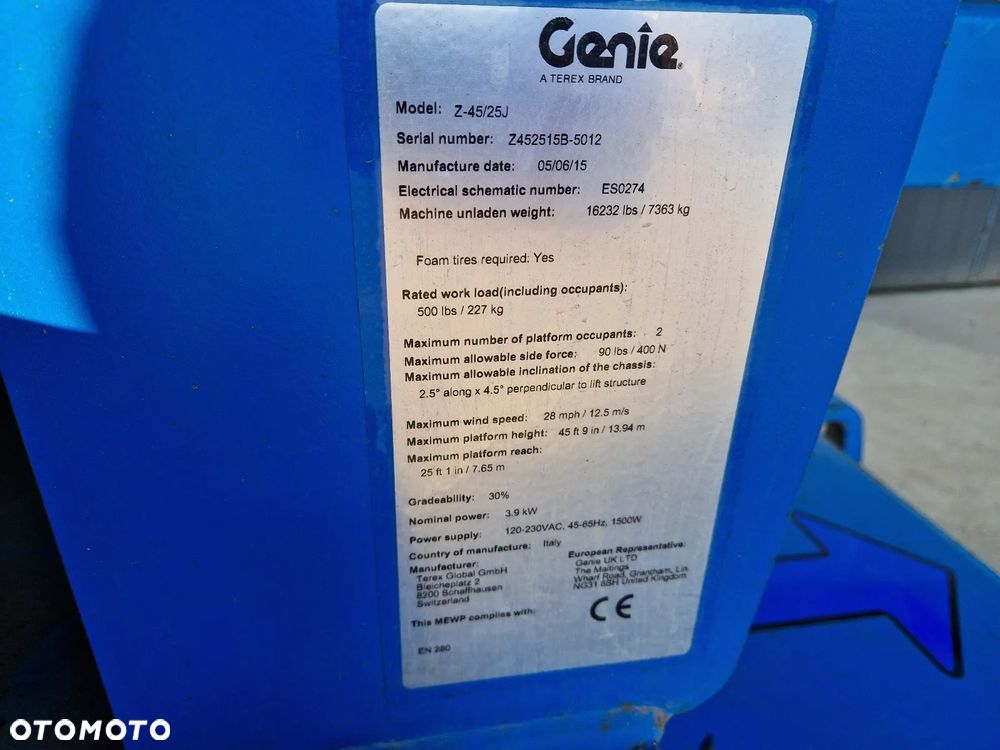 Genie
A TEREX BRAND
Model: Z-45/25J
Serial number: Z452515B-5012
Manufacture date: 05/06/15
Electrical schematic number: ES0274
Machine unladen weight: 16232 lbs / 7363 kg
Foam tires required: Yes
Rated work load(including occupants):
500 lbs / 227 kg
Maximum number of platform occupants: 2
Maximum allowable side force: 90 lbs / 400 N
Maximum allowable inclination of the chassis:
2.5° along x 4.5° perpendicular to lift structure
Maximum wind speed: 28 mph / 12.5 m/s
Maximum platform height: 45 ft 9 in / 13.94 m
Maximum platform reach:
25 ft 1 in / 7.65 m
Gradeability: 30%
Nominal power: 3.9 kW
Power supply: 120-230VAC, 45-65Hz, 1500W
Country of manufacture: Italy
Manufacturer:
Terex Global GmbH
Bleicheplatz 2
8200 Schaffhausen
Switzerland
European Representative:
Genie UK LTD
The Maltings
Wharf Road, Grantham, Lin.
NG31 6BH United Kingdom
This MEWP complies with:
CE
EN 280
OTOMOTO